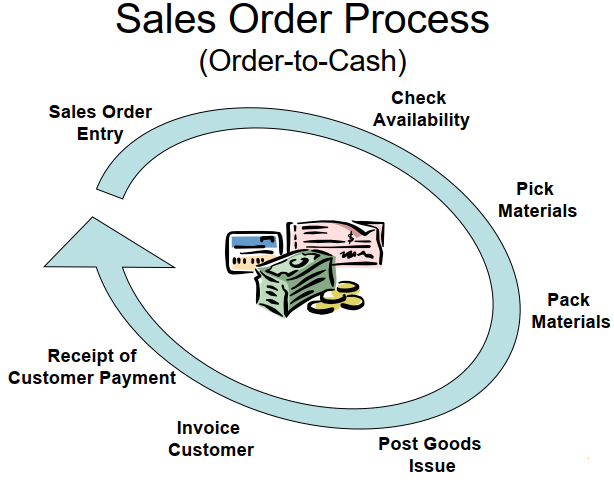 Sales Order Process
(Order-to-Cash)
Sales Order
Entry
Check
Availability
Pick
Materials
Pack
Materials
Post Goods
Issue
Invoice
Customer
Receipt of
Customer Payment
$